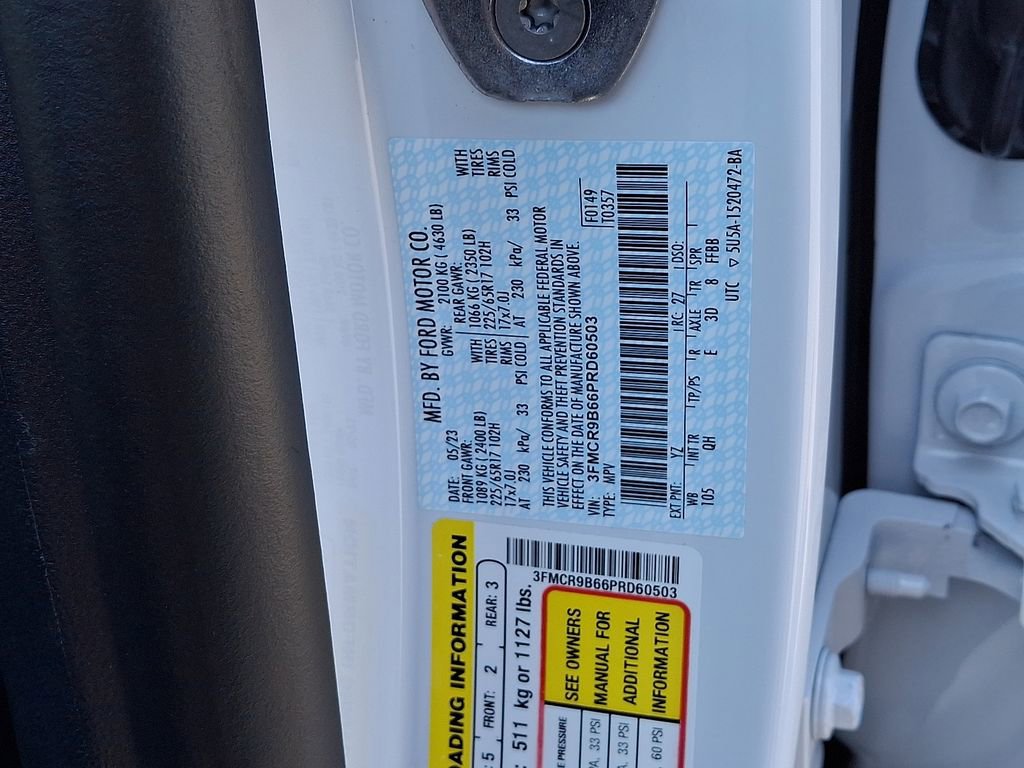 MFD. BY FORD MOTOR CO.
DATE: 05/23 GVWR: 2100 KG ( 4630 LB)
FRONT GAWR: REAR GAWR:
1089 KG ( 2400 LB) WITH 1066 KG ( 2350 LB) WITH
225/65R17 102H TIRES 225/65R17 102H TIRES
17x7.0J RIMS 17x7.0J RIMS
AT 230 kPa/ 33 PSI COLD AT 230 kPa/ 33 PSI COLD
THIS VEHICLE CONFORMS TO ALL APPLICABLE FEDERAL MOTOR
VEHICLE SAFETY AND THEFT PREVENTION STANDARDS IN
EFFECT ON THE DATE OF MANUFACTURE SHOWN ABOVE.
VIN: 3FMCR9B66PRD60503 F0149
TYPE: MPV T0357
EXT PNT: YZ RC: 27 DSO:
WB INT TR TP/PS R AXLE TR SPR
105 QH E 3D 8 FFBB
UTC ▽ 5U5A-1520472-BA
ADING INFORMATION
: 5 FRONT: 2 REAR: 3
: 511 kg or 1127 lbs.
3FMCR9B66PRD60503
SEE OWNERS
MANUAL FOR
ADDITIONAL
INFORMATION
PRESSURE
33 PSI
33 PSI
60 PSI